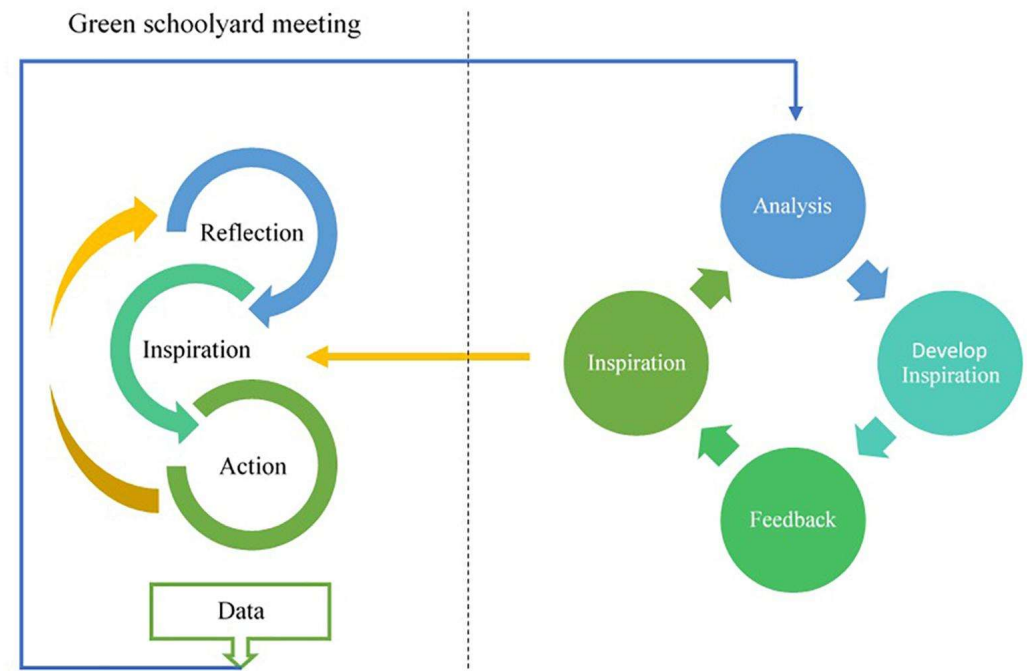 Green schoolyard meeting
Reflection
Inspiration
Action
Data
Analysis
Develop
Inspiration
Feedback
Inspiration